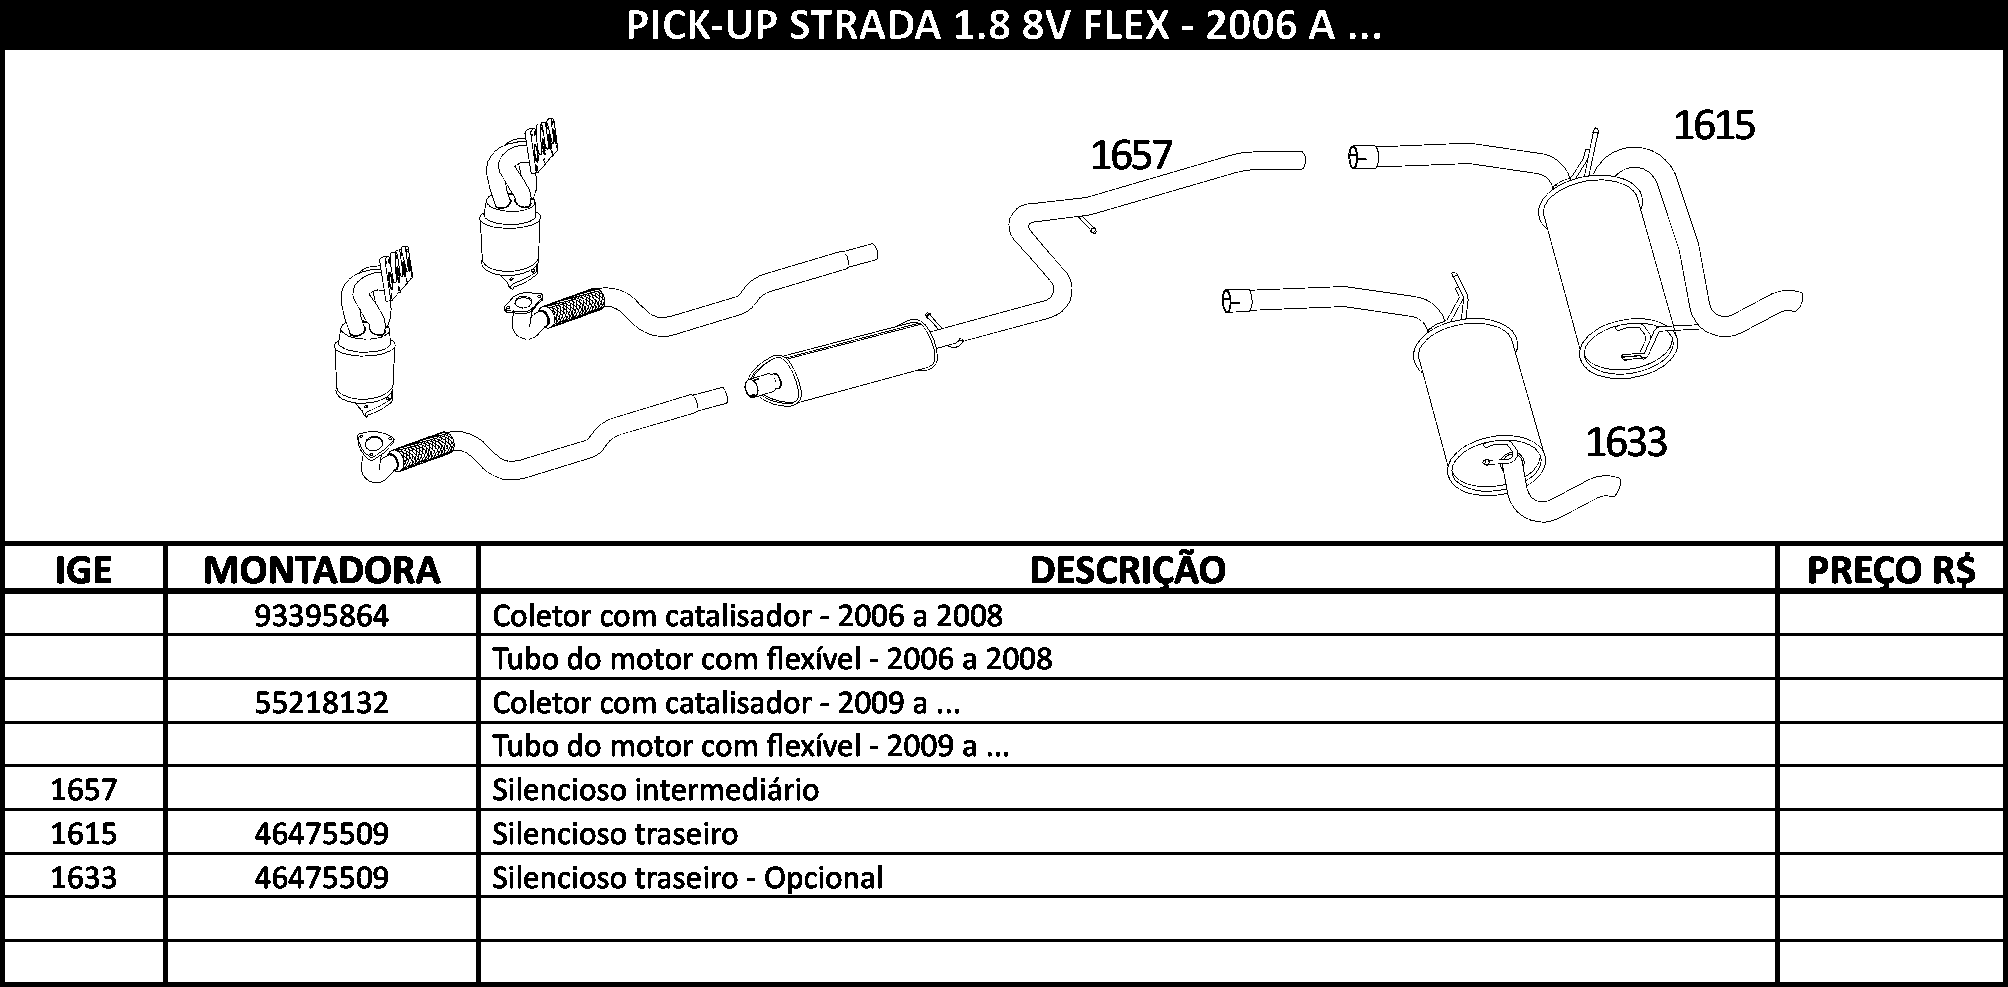 PICK-UP STRADA 1.8 8V FLEX - 2006 A ...
1615
1657
1633
IGE MONTADORA DESCRIÇÃO PREÇO R$
93395864 Coletor com catalisador - 2006 a 2008
Tubo do motor com flexível - 2006 a 2008
55218132 Coletor com catalisador - 2009 a ...
Tubo do motor com flexível - 2009 a ...
1657 Silencioso intermediário
1615 46475509 Silencioso traseiro
1633 46475509 Silencioso traseiro - Opcional